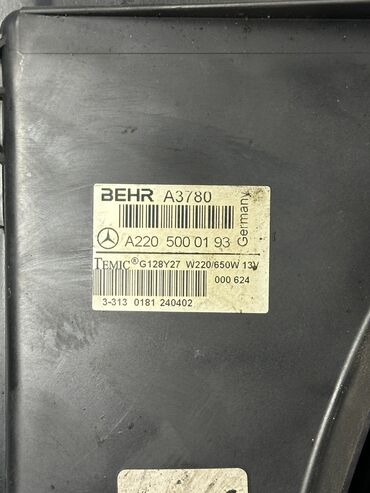 BEHR A3780
A220 500 01 93
Germany
TEMIC® G128Y27 W220/650W 13V
000 624
3-313 0181 240402